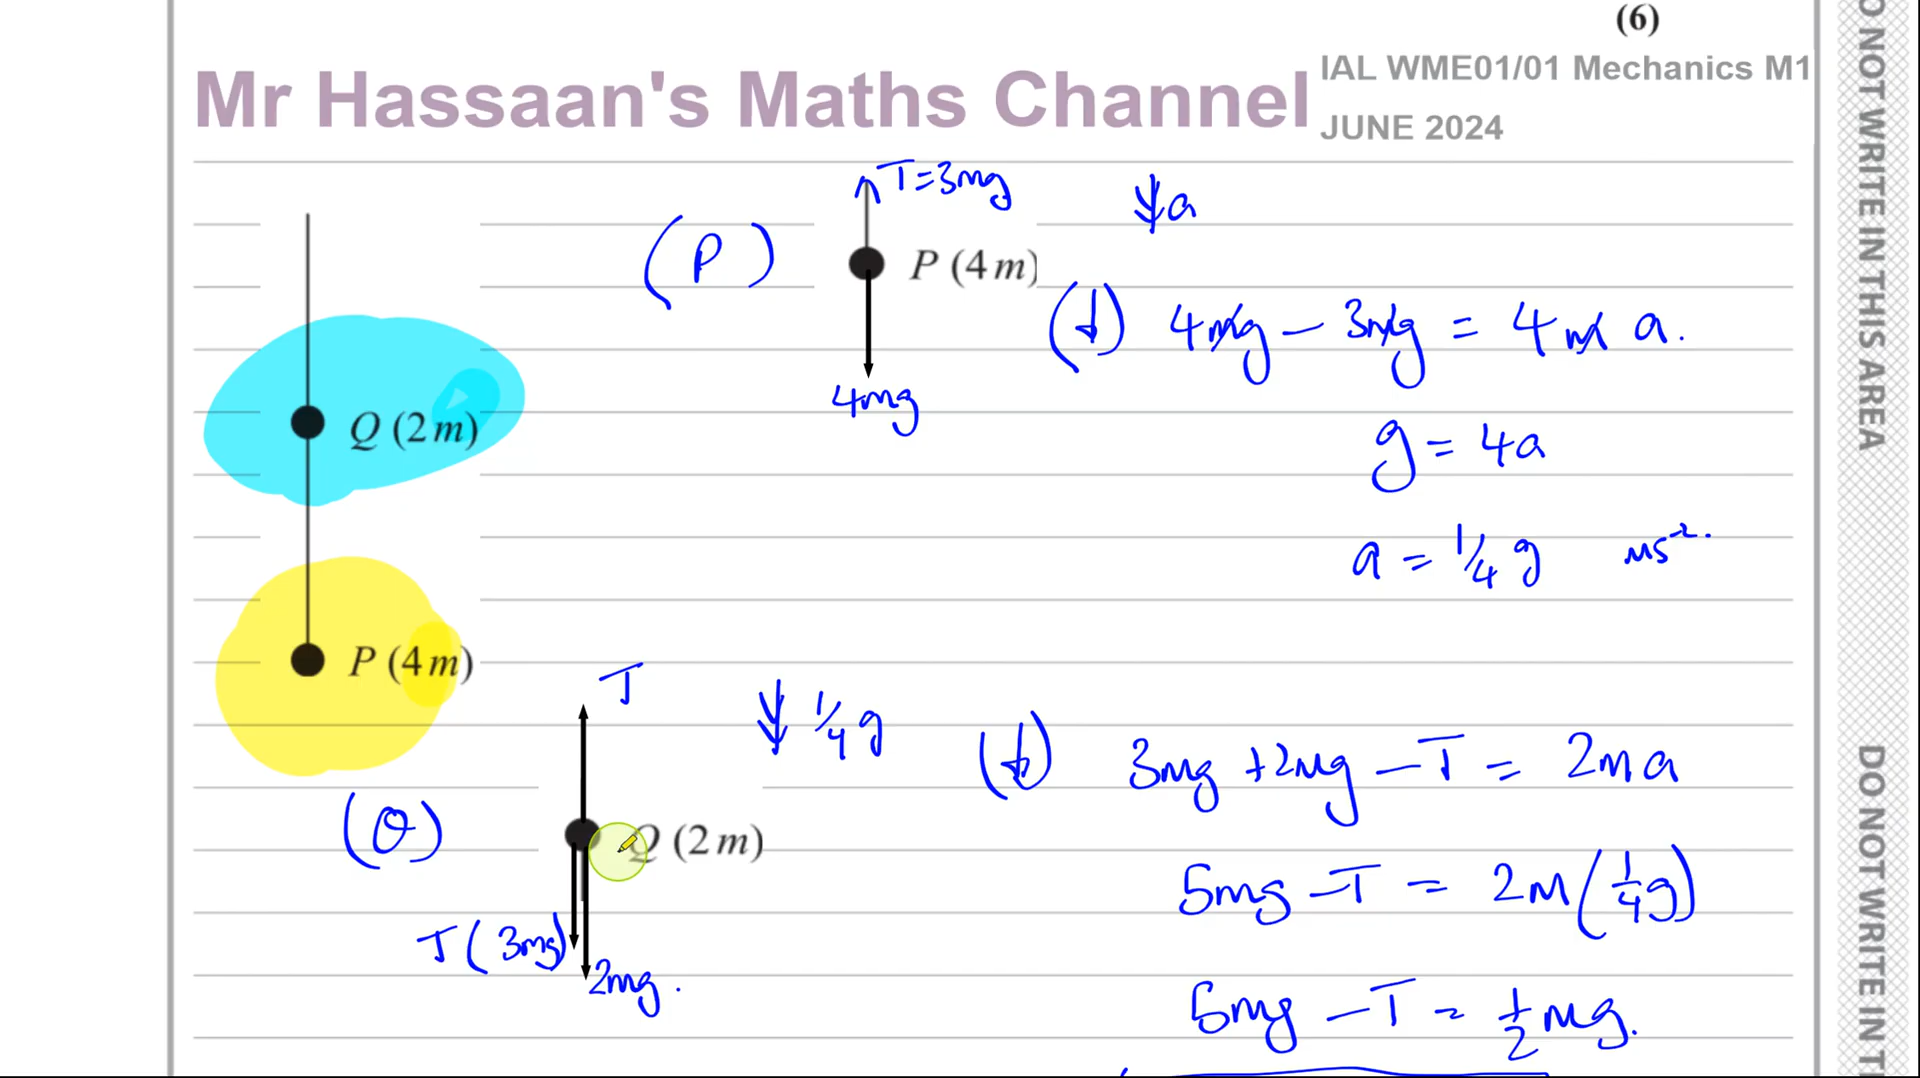 (6)
Mr Hassaan's Maths Channel
IAL WME01/01 Mechanics M1
JUNE 2024
T=3mg
↓a
(P)
P (4m)
4mg
(↓) 4mg − 3mg = 4m a.
g = 4a
a = 1/4 g ms⁻².
Q (2m)
P (4m)
T
↓ 1/4 g
(Q)
Q (2m)
T (3mg)
2mg.
(↓) 3mg + 2mg − T = 2ma
5mg − T = 2m(1/4 g)
5mg − T = 1/2 mg.
O NOT WRITE IN THIS AREA
DO NOT WRITE IN T